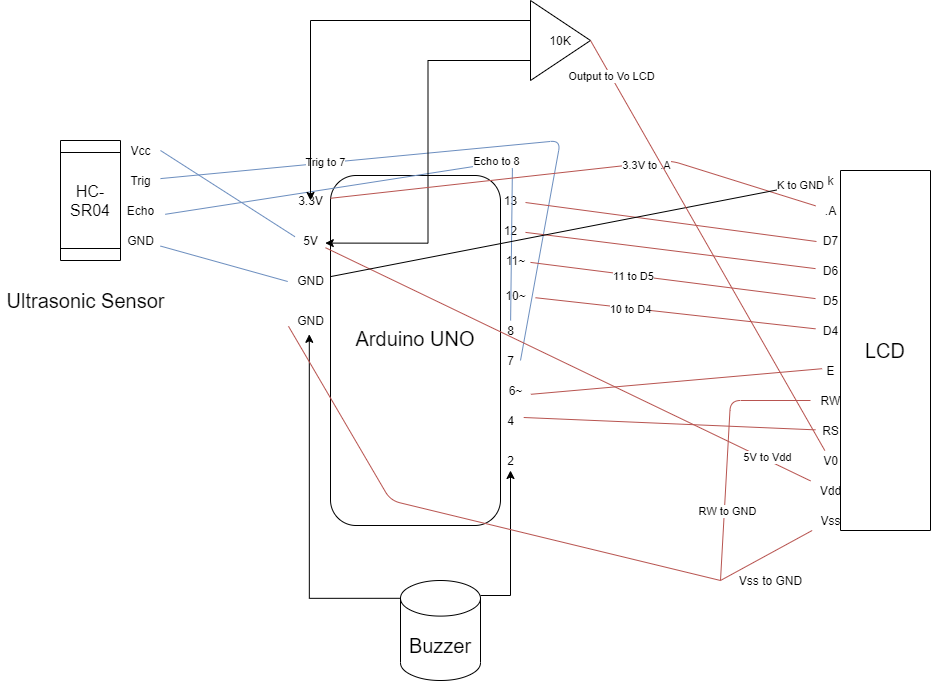 10K
Output to Vo LCD
Vcc
Trig to 7
Echo to 8
3.3V to .A
Trig
HC-
SR04
K to GND
k
Echo
3.3V
13
.A
GND
5V
12
D7
11~
11 to D5
D6
GND
10~
10 to D4
D5
Ultrasonic Sensor
GND
8
D4
Arduino UNO
7
LCD
6~
E
4
RW
RS
2
5V to Vdd
V0
Vdd
RW to GND
Vss
Vss to GND
Buzzer